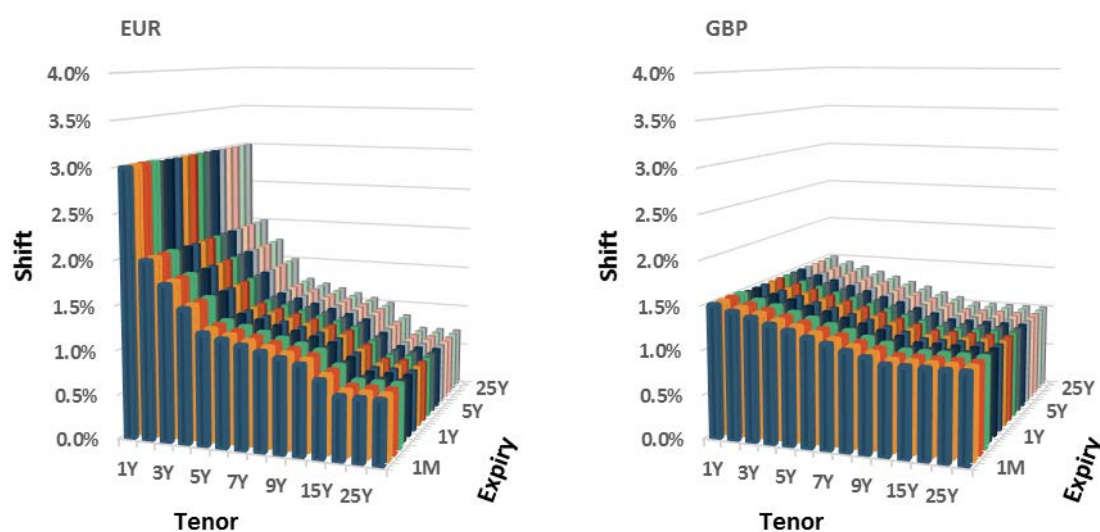 EUR
4.0%
3.5%
3.0%
2.5%
2.0%
1.5%
1.0%
0.5%
0.0%
Shift
1Y 3Y 5Y 7Y 9Y 15Y 25Y
Tenor
1M 1Y 5Y 25Y
Expiry
GBP
4.0%
3.5%
3.0%
2.5%
2.0%
1.5%
1.0%
0.5%
0.0%
Shift
1Y 3Y 5Y 7Y 9Y 15Y 25Y
Tenor
1M 1Y 5Y 25Y
Expiry